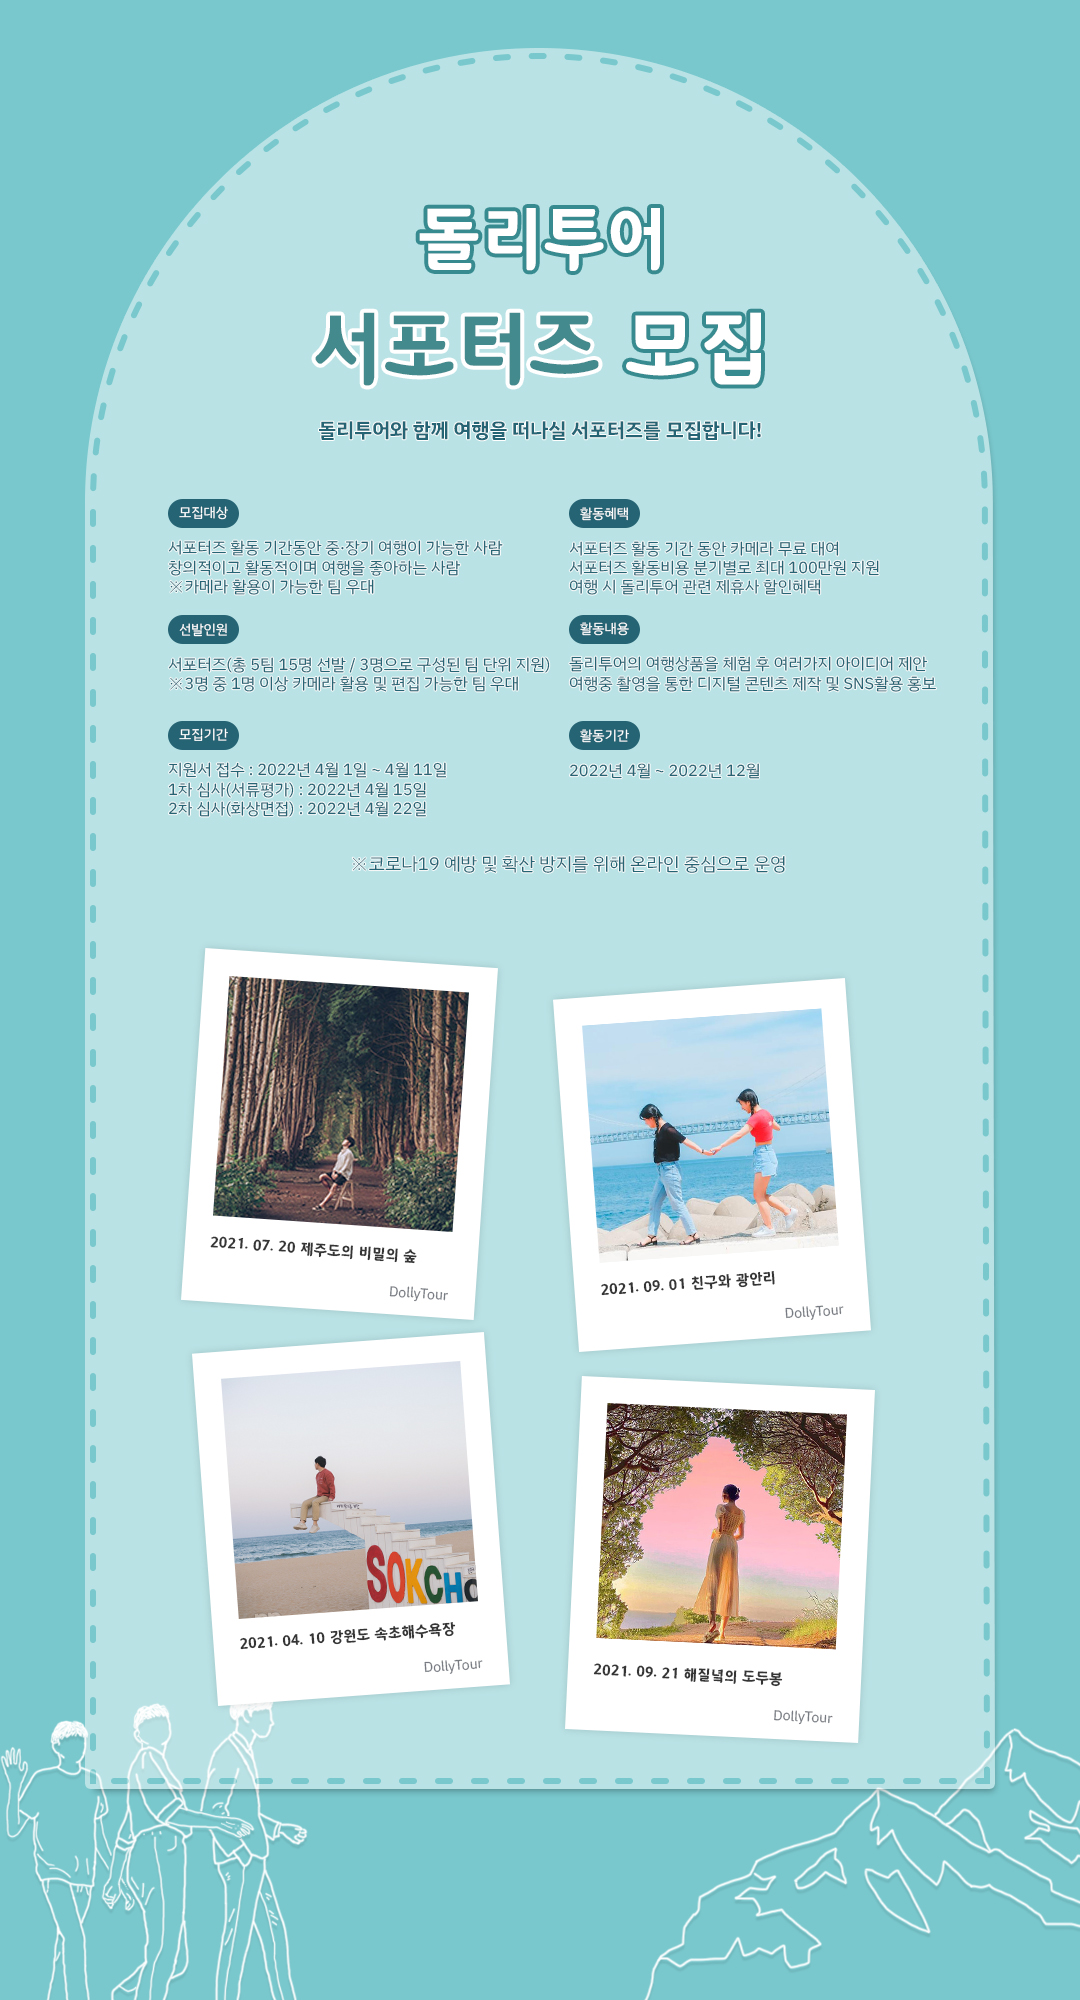 돌리투어
서포터즈 모집
돌리투어와 함께 여행을 떠나실 서포터즈를 모집합니다!
모집대상
서포터즈 활동 기간동안 중·장기 여행이 가능한 사람
창의적이고 활동적이며 여행을 좋아하는 사람
※카메라 활용이 가능한 팀 우대
활동혜택
서포터즈 활동 기간 동안 카메라 무료 대여
서포터즈 활동비용 분기별로 최대 100만원 지원
여행 시 돌리투어 관련 제휴사 할인혜택
선발인원
서포터즈(총 5팀 15명 선발 / 3명으로 구성된 팀 단위 지원)
※3명 중 1명 이상 카메라 활용 및 편집 가능한 팀 우대
활동내용
돌리투어의 여행상품을 체험 후 여러가지 아이디어 제안
여행중 촬영을 통한 디지털 콘텐츠 제작 및 SNS활용 홍보
모집기간
지원서 접수 : 2022년 4월 1일 ~ 4월 11일
1차 심사(서류평가) : 2022년 4월 15일
2차 심사(화상면접) : 2022년 4월 22일
활동기간
2022년 4월 ~ 2022년 12월
※코로나19 예방 및 확산 방지를 위해 온라인 중심으로 운영
2021. 07. 20 제주도의 비밀의 숲
DollyTour
2021. 09. 01 친구와 광안리
DollyTour
SOKCHO
2021. 04. 10 강원도 속초해수욕장
DollyTour
2021. 09. 21 해질녘의 도두봉
DollyTour